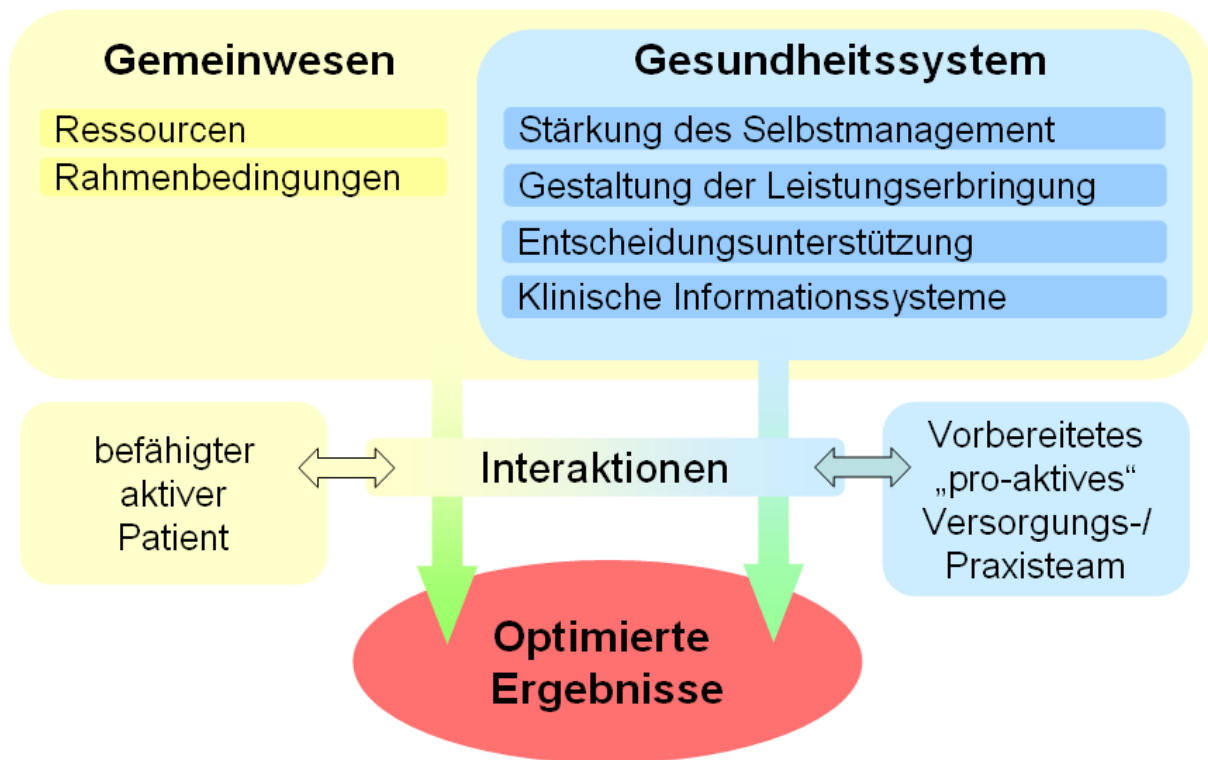 Gemeinwesen
Ressourcen
Rahmenbedingungen
Gesundheitssystem
Stärkung des Selbstmanagement
Gestaltung der Leistungserbringung
Entscheidungsunterstützung
Klinische Informationssysteme
befähigter
aktiver
Patient
Interaktionen
Vorbereitetes
„pro-aktives“
Versorgungs-/
Praxisteam
Optimierte
Ergebnisse